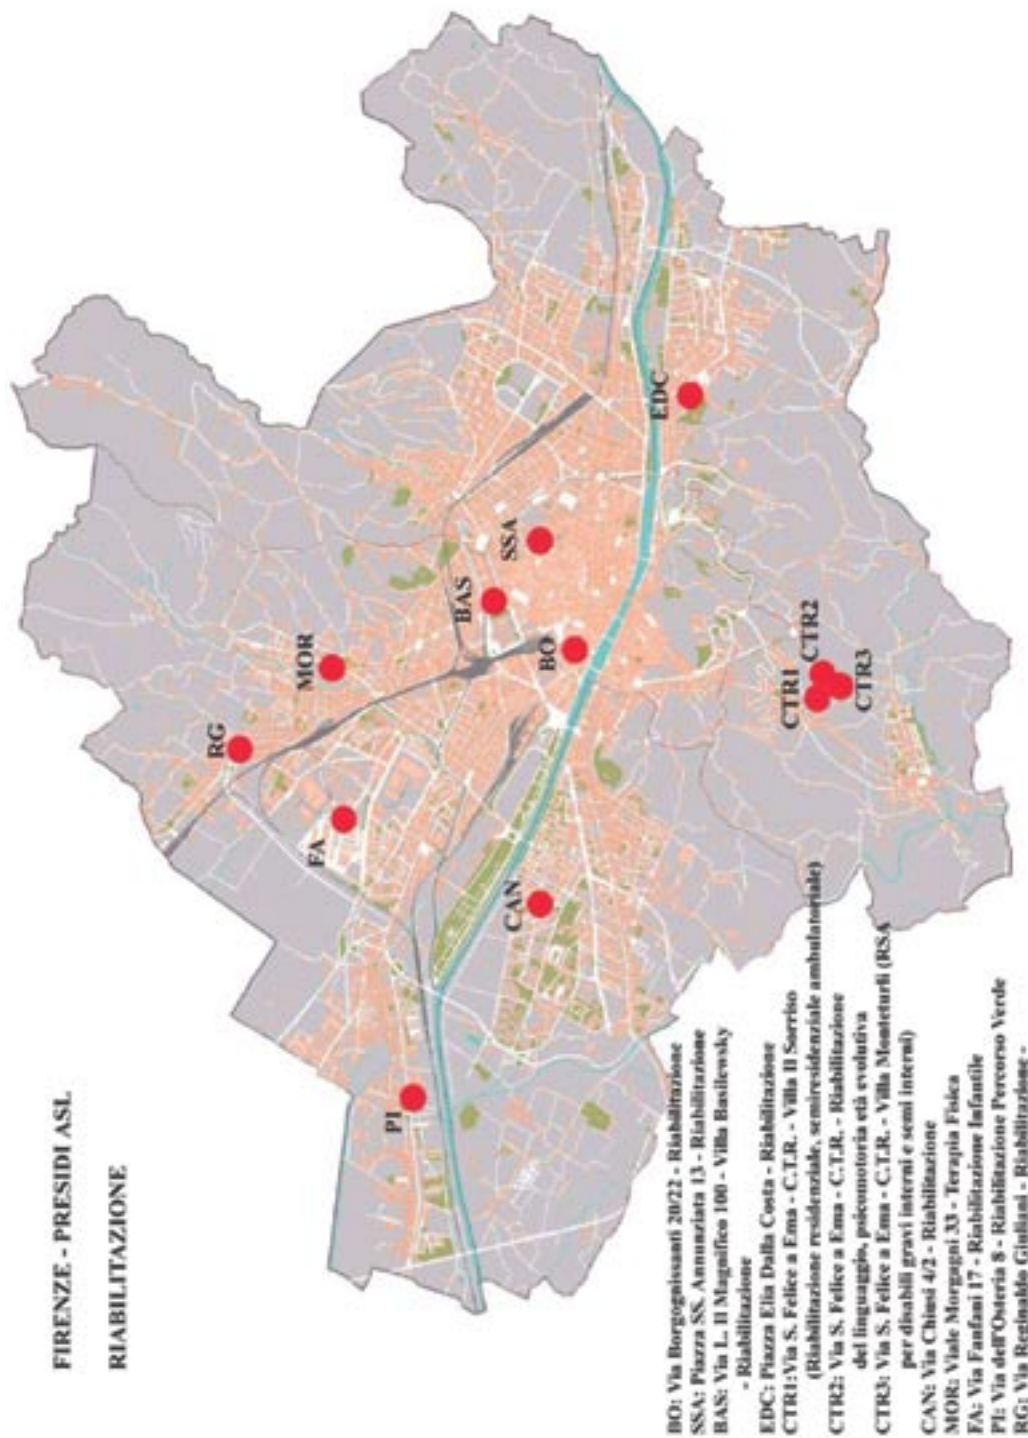 FIRENZE - PRESIDI ASL
RIABILITAZIONE
PI
FA
RG
MOR
CAN
BAS
SSA
BO
EDC
CTR1
CTR2
CTR3
BO: Via Borgognissanti 20/22 - Riabilitazione
SSA: Piazza SS. Annunziata 13 - Riabilitazione
BAS: Via L. Il Magnifico 100 - Villa Basilewsky
- Riabilitazione
EDC: Piazza Elia Dalla Costa - Riabilitazione
CTR1: Via S. Felice a Ema - C.T.R. - Villa Il Sorriso
(Riabilitazione residenziale, semiresidenziale ambulatoriale)
CTR2: Via S. Felice a Ema - C.T.R. - Riabilitazione
del linguaggio, psicomotoria età evolutiva
CTR3: Via S. Felice a Ema - C.T.R. - Villa Monteturli (RSA
per disabili gravi interni e semi interni)
CAN: Via Chiusi 4/2 - Riabilitazione
MOR: Viale Morgagni 33 - Terapia Fisica
FA: Via Fanfani 17 - Riabilitazione Infantile
PI: Via dell'Osteria 8 - Riabilitazione Percorso Verde
RG: Via Reginaldo Giuliani - Riabilitazione -